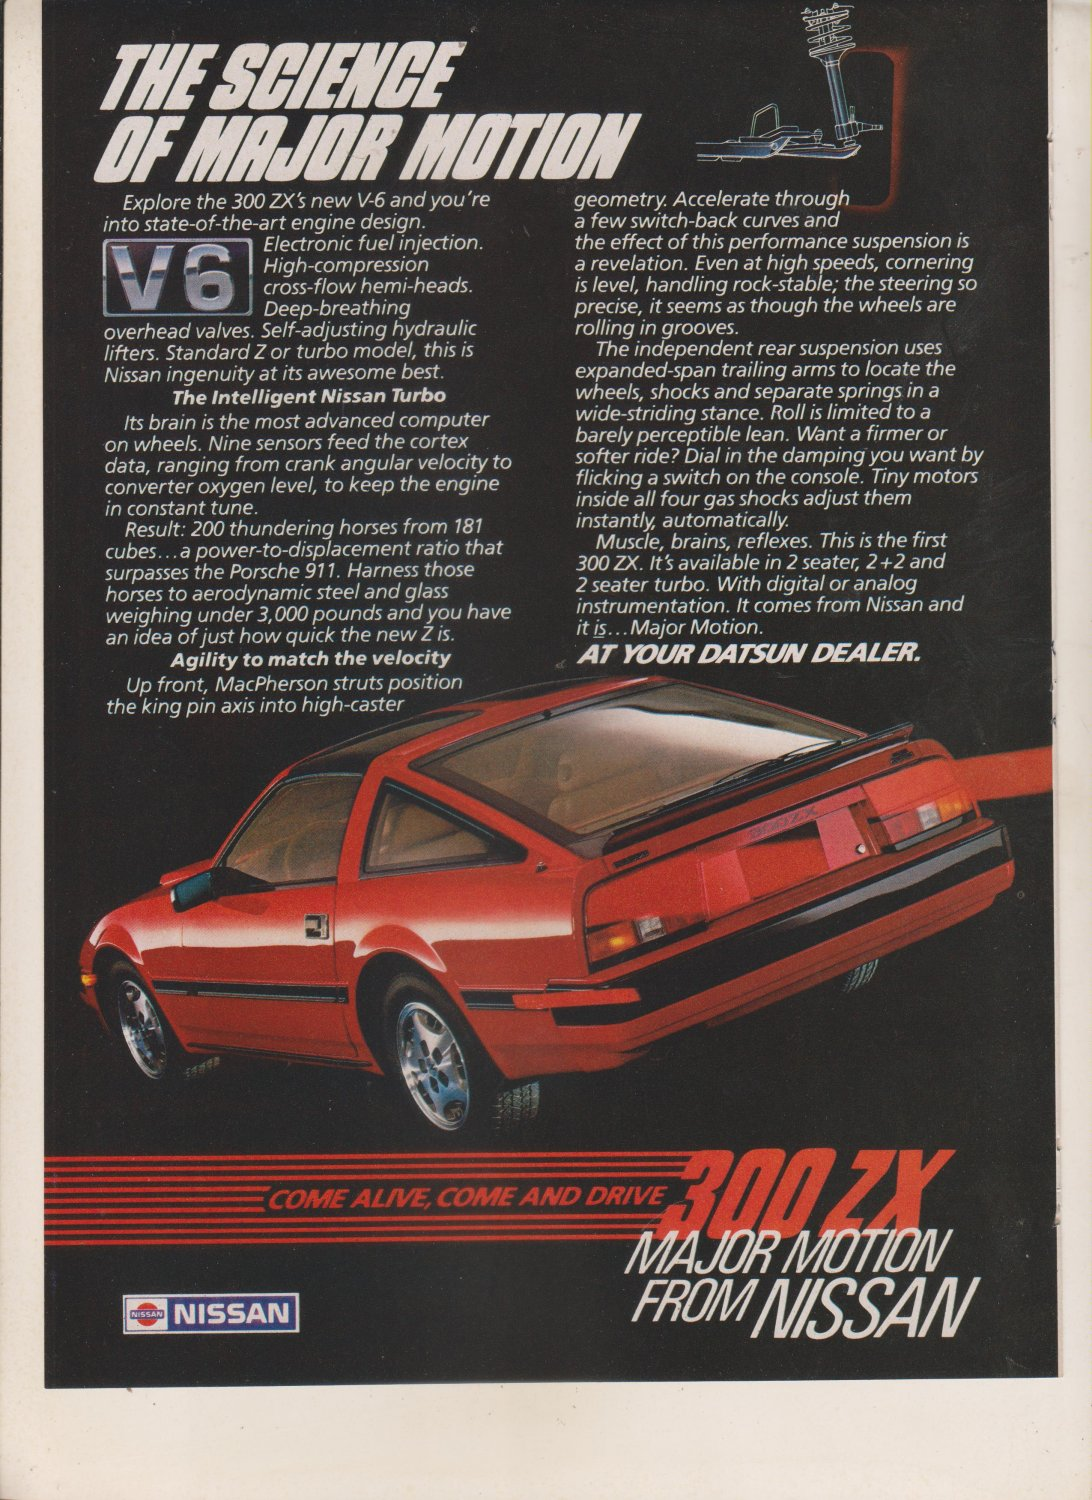 THE SCIENCE
OF MAJOR MOTION
Explore the 300 ZX's new V-6 and you're
into state-of-the-art engine design.
V6
Electronic fuel injection.
High-compression
cross-flow hemi-heads.
Deep-breathing
overhead valves. Self-adjusting hydraulic
lifters. Standard Z or turbo model, this is
Nissan ingenuity at its awesome best.
The Intelligent Nissan Turbo
Its brain is the most advanced computer
on wheels. Nine sensors feed the cortex
data, ranging from crank angular velocity to
converter oxygen level, to keep the engine
in constant tune.
Result: 200 thundering horses from 181
cubes...a power-to-displacement ratio that
surpasses the Porsche 911. Harness those
horses to aerodynamic steel and glass
weighing under 3,000 pounds and you have
an idea of just how quick the new Z is.
Agility to match the velocity
Up front, MacPherson struts position
the king pin axis into high-caster
geometry. Accelerate through
a few switch-back curves and
the effect of this performance suspension is
a revelation. Even at high speeds, cornering
is level, handling rock-stable; the steering so
precise, it seems as though the wheels are
rolling in grooves.
The independent rear suspension uses
expanded-span trailing arms to locate the
wheels, shocks and separate springs in a
wide-striding stance. Roll is limited to a
barely perceptible lean. Want a firmer or
softer ride? Dial in the damping you want by
flicking a switch on the console. Tiny motors
inside all four gas shocks adjust them
instantly, automatically.
Muscle, brains, reflexes. This is the first
300 ZX. It's available in 2 seater, 2+2 and
2 seater turbo. With digital or analog
instrumentation. It comes from Nissan and
it is...Major Motion.
AT YOUR DATSUN DEALER.
300ZX
COME ALIVE, COME AND DRIVE
300 ZX
MAJOR MOTION
FROM NISSAN
NISSAN
NISSAN